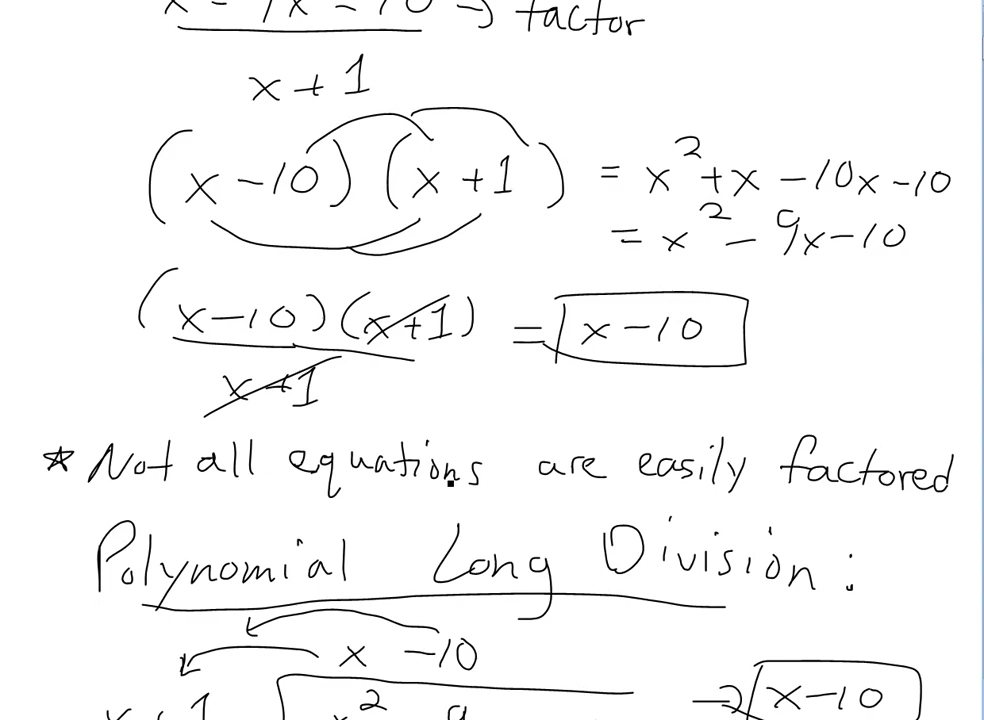 → factor
x + 1
(x - 10) (x + 1) = x² + x - 10x - 10
= x² - 9x - 10
(x - 10)(x + 1) = x - 10
x + 1
* Not all equations are easily factored
Polynomial Long Division :
x - 10
→ x - 10